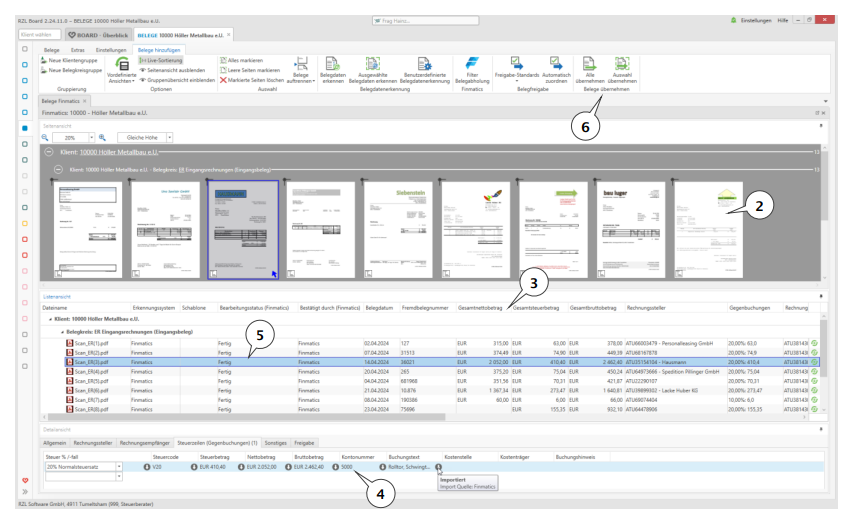 RZL Board 2.24.11.0 – BELEGE 10000 Höller Metallbau e.U.
Frag Hans...
Einstellungen Hilfe
Klient wählen BOARD - Überblick BELEGE 10000 Höller Metallbau e.U. ×
Belege Extras Einstellungen Belege hinzufügen
Neue Klientengruppe
Neue Belegkreisgruppe
Gruppierung
Vordefinierte Ansichten
Live-Sortierung
Seitenansicht ausblenden
Gruppenübersicht einblenden
Optionen
Alles markieren
Leere Seiten markieren
Markierte Seiten löschen
Auswahl
Belege auftrennen
Belegdaten erkennen
Ausgewählte Belegdaten erkennen
Benutzerdefinierte Belegdatenerkennung
Belegdatenerkennung
Filter Belegabholung
Finmatics
Freigabe-Standards
Automatisch zuordnen
Belegfreigabe
Alle übernehmen
Auswahl übernehmen
Belege übernehmen
6
Belege Finmatics ×
Finmatics: 10000 - Höller Metallbau e.U.
Seitenansicht
20% Gleiche Höhe
Klient: 10000 Höller Metallbau e.U.
Klient: 10000 Höller Metallbau e.U. - Belegkreis: Eingangsrechnungen (Eingangsbeleg)
Siebenstein
bau luger
2
3
Listenansicht
Dateiname Erkennungssystem Schablone Bearbeitungsstatus (Finmatics) Bestätigt durch (Finmatics) Belegdatum Fremdbelegnummer Gesamtnettobetrag Gesamtsteuerbetrag Gesamtbruttobetrag Rechnungssteller Gegenbuchungen Rechnung
Klient: 10000 Höller Metallbau e.U.
Belegkreis: ER Eingangsrechnungen (Eingangsbeleg)
5
Scan_ER(1).pdf Finmatics Fertig Finmatics 02.04.2024 127 EUR 315,00 EUR 63,00 EUR 378,00 ATU66003479 - Personalleasing GmbH 20,00%: 63,0 ATU38143(
Scan_ER(2).pdf Finmatics Fertig Finmatics 07.04.2024 31513 EUR 374,49 EUR 74,90 EUR 449,39 ATU68167878 20,00%: 74,9 ATU38143(
Scan_ER(3).pdf Finmatics Fertig Finmatics 14.04.2024 36021 EUR 2 052,00 EUR 410,40 EUR 2 462,40 ATU35134104 - Hausmann 20,00%: 410,4 ATU38143(
Scan_ER(4).pdf Finmatics Fertig Finmatics 20.04.2024 265 EUR 375,20 EUR 75,04 EUR 450,24 ATU64973666 - Spedition Pillinger GmbH 20,00%: 75,04 ATU38143(
Scan_ER(5).pdf Finmatics Fertig Finmatics 04.04.2024 681968 EUR 351,56 EUR 70,31 EUR 421,87 ATU22290107 20,00%: 70,31 ATU38143(
Scan_ER(6).pdf Finmatics Fertig Finmatics 21.04.2024 10.876 EUR 1 367,34 EUR 273,47 EUR 1 640,81 ATU39899302 - Lacke Huber KG 20,00%: 273,47 ATU38143(
Scan_ER(7).pdf Finmatics Fertig Finmatics 08.04.2024 190386 EUR 60,00 EUR 6,00 EUR 66,00 ATU69074404 10,00%: 6,0 ATU38143(
Scan_ER(8).pdf Finmatics Fertig Finmatics 23.04.2024 75696 EUR 155,35 EUR 932,10 ATU64478906 20,00%: 155,35 ATU38143(
Detailansicht
Allgemein Rechnungssteller Rechnungsempfänger Steuerzeilen (Gegenbuchungen) (1) Sonstiges Freigabe
Steuer % /-fall Steuercode Steuerbetrag Nettobetrag Bruttobetrag Kontonummer Buchungstext Kostenstelle Kostenträger Buchungshinweis
20% Normalsteuersatz V20 EUR 410,40 EUR 2.052,00 EUR 2.462,40 5000 Rolltor, Schwingt...
Importiert
Import Quelle: Finmatics
4
RZL Software GmbH, 4911 Tumeltsham (999, Steuerberater)